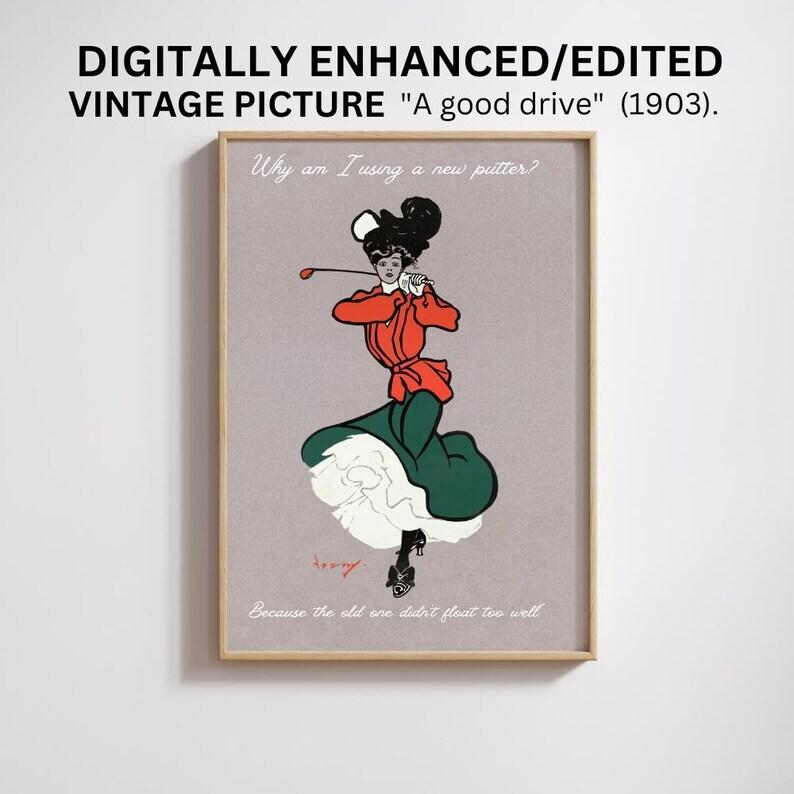 DIGITALLY ENHANCED/EDITED
VINTAGE PICTURE "A good drive" (1903).
Why am I using a new putter?
Because the old one didn't float too well